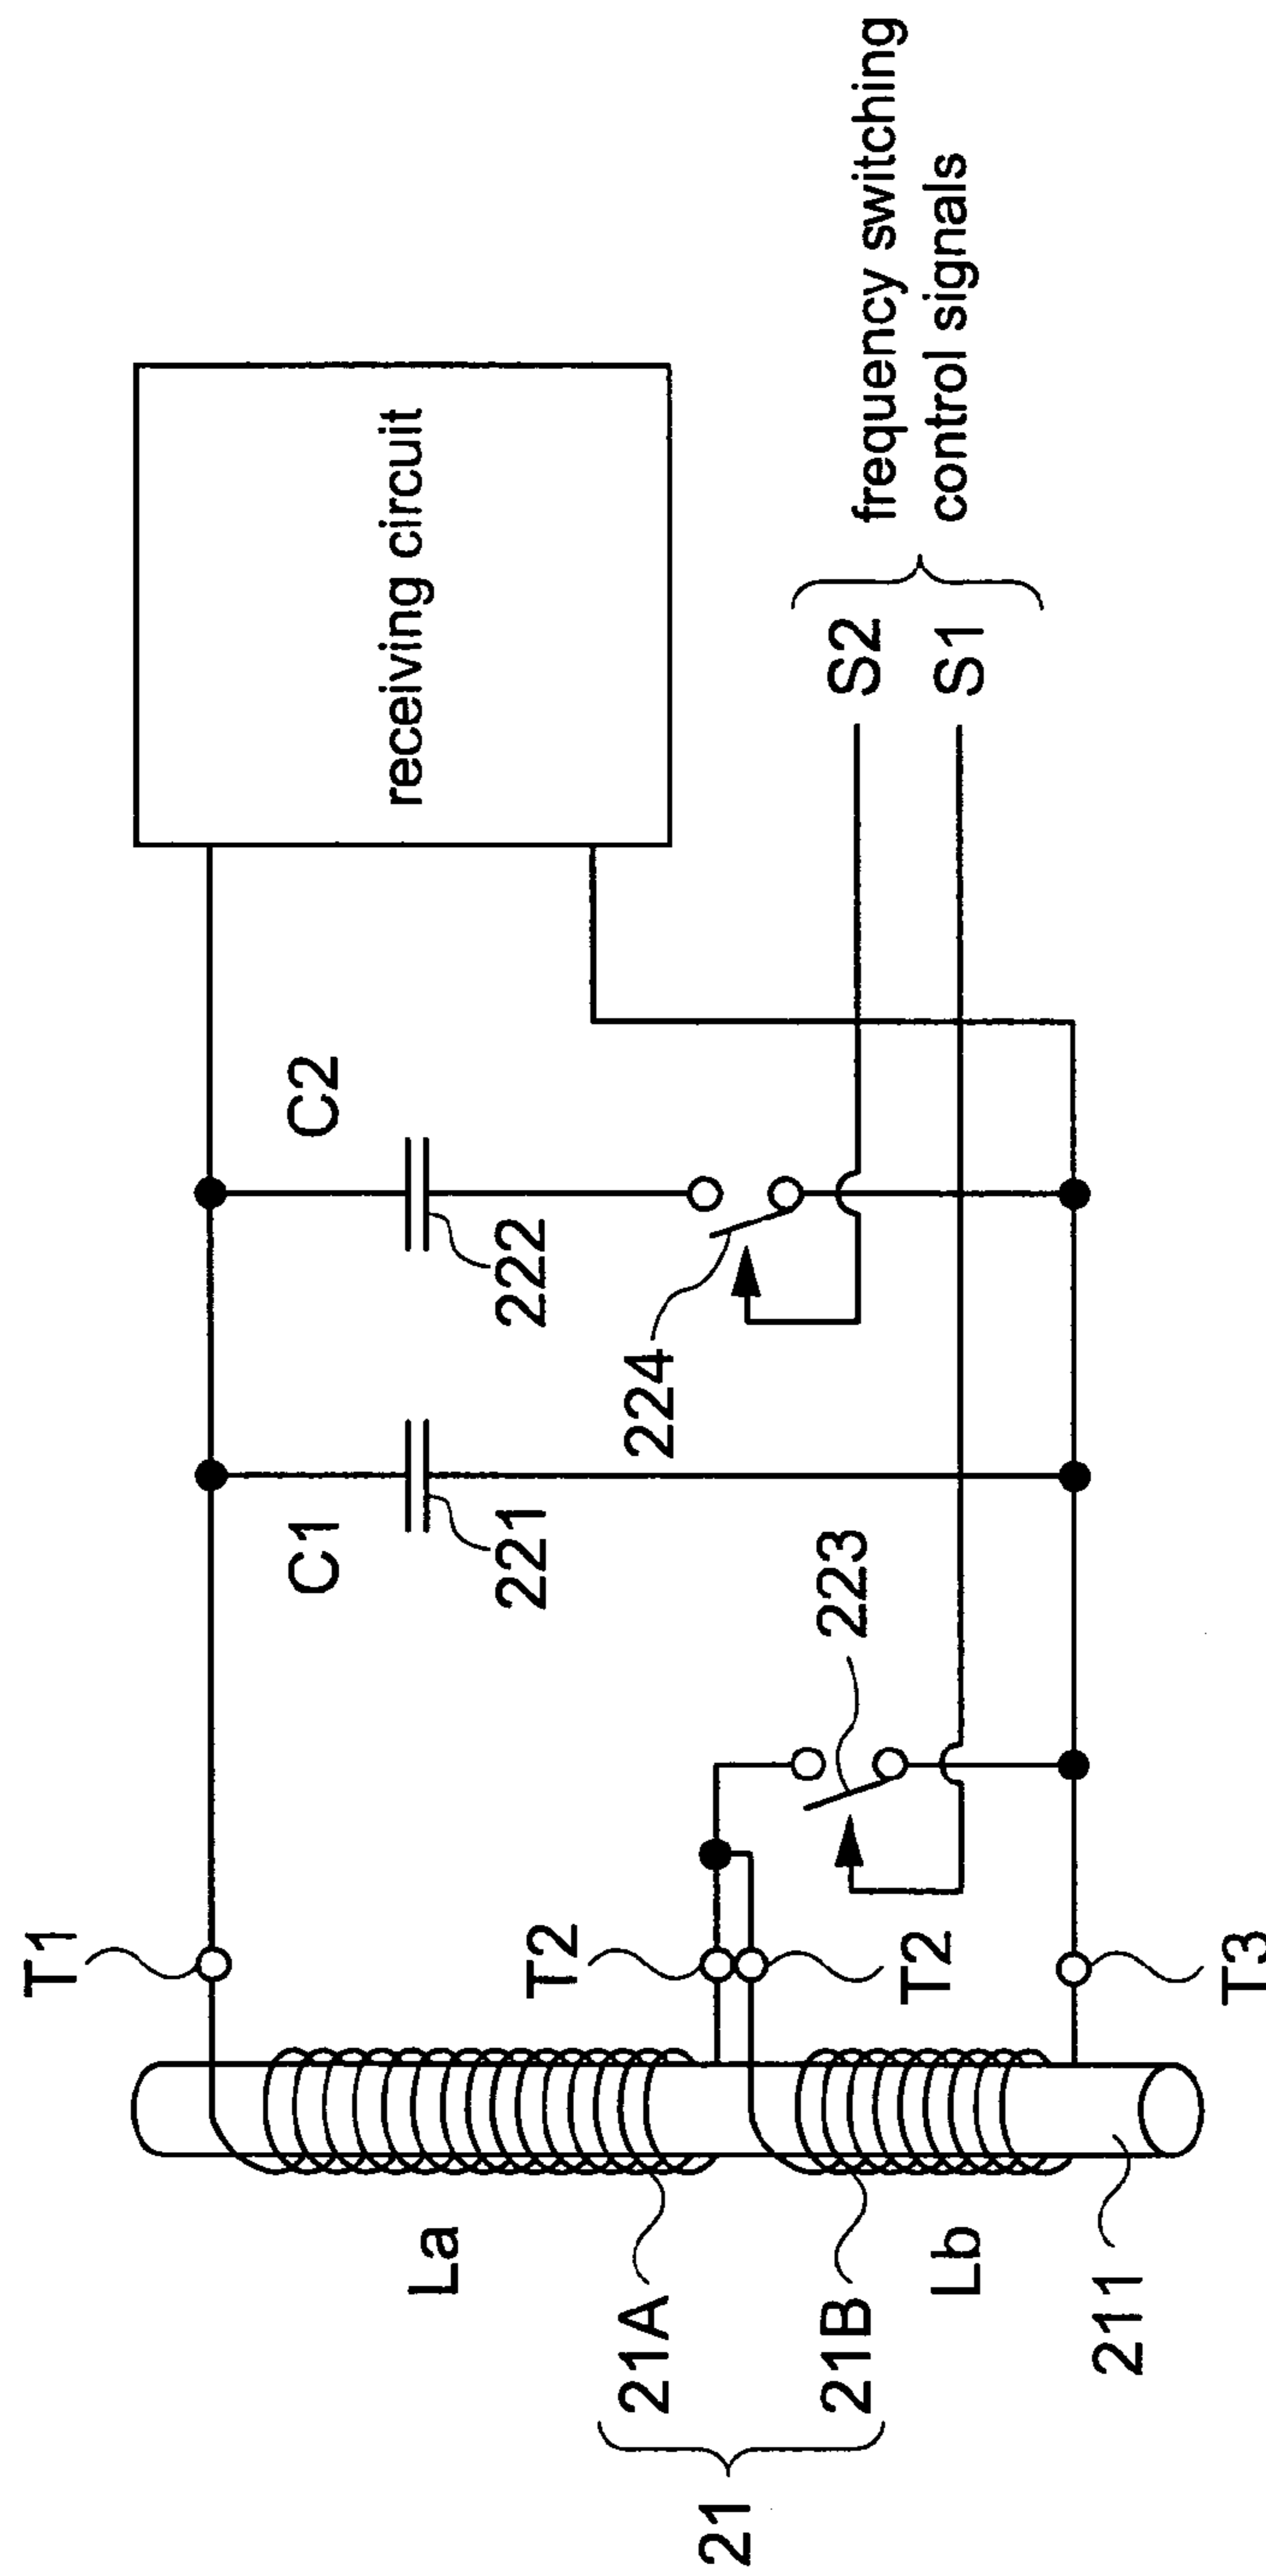 T1
C1
221
C2
222
receiving circuit
La
21A
T2
224
21
21B
T2
223
S2
frequency switching
Lb
S1
control signals
211
T3